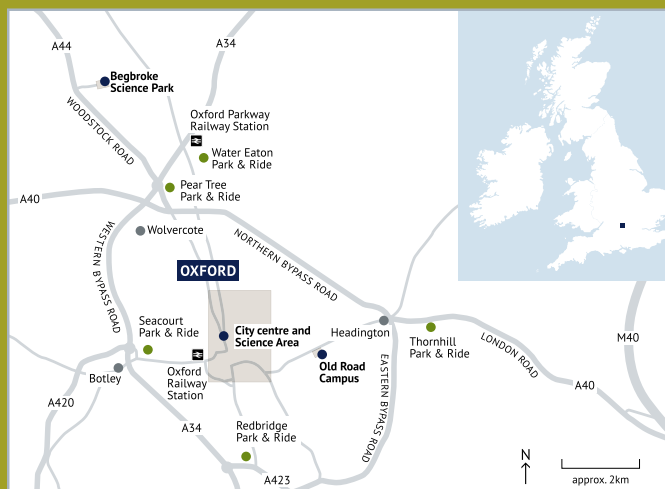 A44
A34
Begbroke
Science Park
WOODSTOCK ROAD
Oxford Parkway
Railway Station
Water Eaton
Park & Ride
Pear Tree
Park & Ride
A40
Wolvercote
WESTERN BYPASS ROAD
NORTHERN BYPASS ROAD
OXFORD
Seacourt
Park & Ride
City centre and
Science Area
Headington
Thornhill
Park & Ride
LONDON ROAD
M40
Oxford
Railway
Station
Old Road
Campus
EASTERN BYPASS ROAD
Botley
A40
A420
A34
Redbridge
Park & Ride
A423
N
approx. 2km